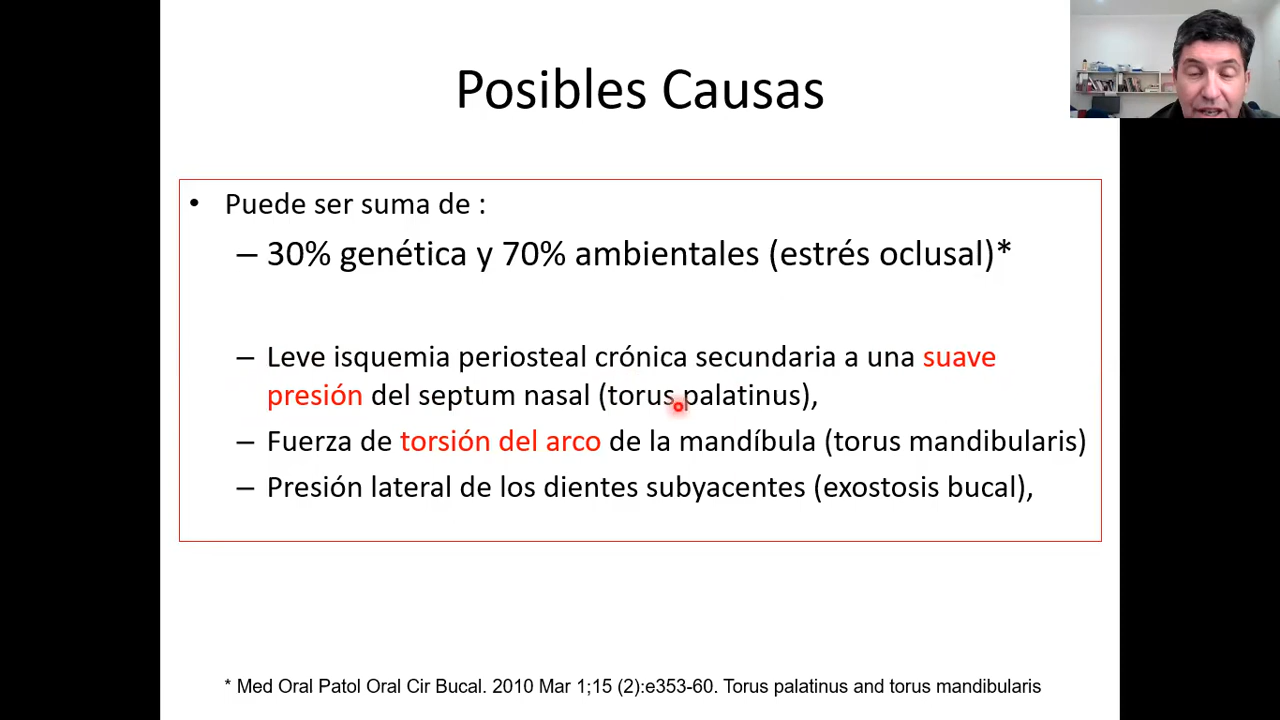 Posibles Causas
• Puede ser suma de :
– 30% genética y 70% ambientales (estrés oclusal)*
– Leve isquemia periosteal crónica secundaria a una suave
presión del septum nasal (torus palatinus),
– Fuerza de torsión del arco de la mandíbula (torus mandibularis)
– Presión lateral de los dientes subyacentes (exostosis bucal),
* Med Oral Patol Oral Cir Bucal. 2010 Mar 1;15 (2):e353-60. Torus palatinus and torus mandibularis